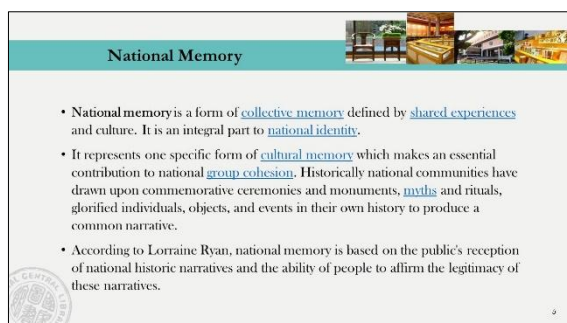 National Memory
• National memory is a form of collective memory defined by shared experiences
and culture. It is an integral part to national identity.
• It represents one specific form of cultural memory which makes an essential
contribution to national group cohesion. Historically national communities have
drawn upon commemorative ceremonies and monuments, myths and rituals,
glorified individuals, objects, and events in their own history to produce a
common narrative.
• According to Lorraine Ryan, national memory is based on the public's reception
of national historic narratives and the ability of people to affirm the legitimacy of
these narratives.
CENTRAL
5